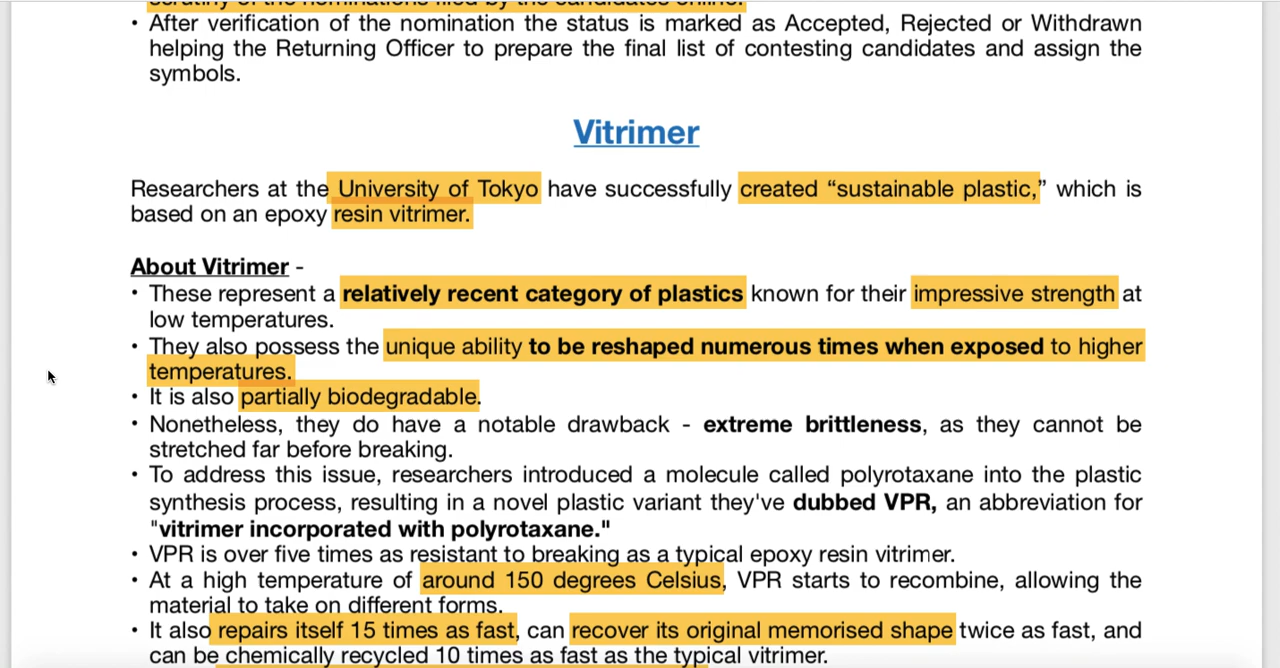 scrutiny of the nominations filed by the candidates online.
• After verification of the nomination the status is marked as Accepted, Rejected or Withdrawn
helping the Returning Officer to prepare the final list of contesting candidates and assign the
symbols.
Vitrimer
Researchers at the University of Tokyo have successfully created “sustainable plastic,” which is
based on an epoxy resin vitrimer.
About Vitrimer -
• These represent a relatively recent category of plastics known for their impressive strength at
low temperatures.
• They also possess the unique ability to be reshaped numerous times when exposed to higher
temperatures.
• It is also partially biodegradable.
• Nonetheless, they do have a notable drawback - extreme brittleness, as they cannot be
stretched far before breaking.
• To address this issue, researchers introduced a molecule called polyrotaxane into the plastic
synthesis process, resulting in a novel plastic variant they've dubbed VPR, an abbreviation for
"vitrimer incorporated with polyrotaxane."
• VPR is over five times as resistant to breaking as a typical epoxy resin vitrimer.
• At a high temperature of around 150 degrees Celsius, VPR starts to recombine, allowing the
material to take on different forms.
• It also repairs itself 15 times as fast, can recover its original memorised shape twice as fast, and
can be chemically recycled 10 times as fast as the typical vitrimer.